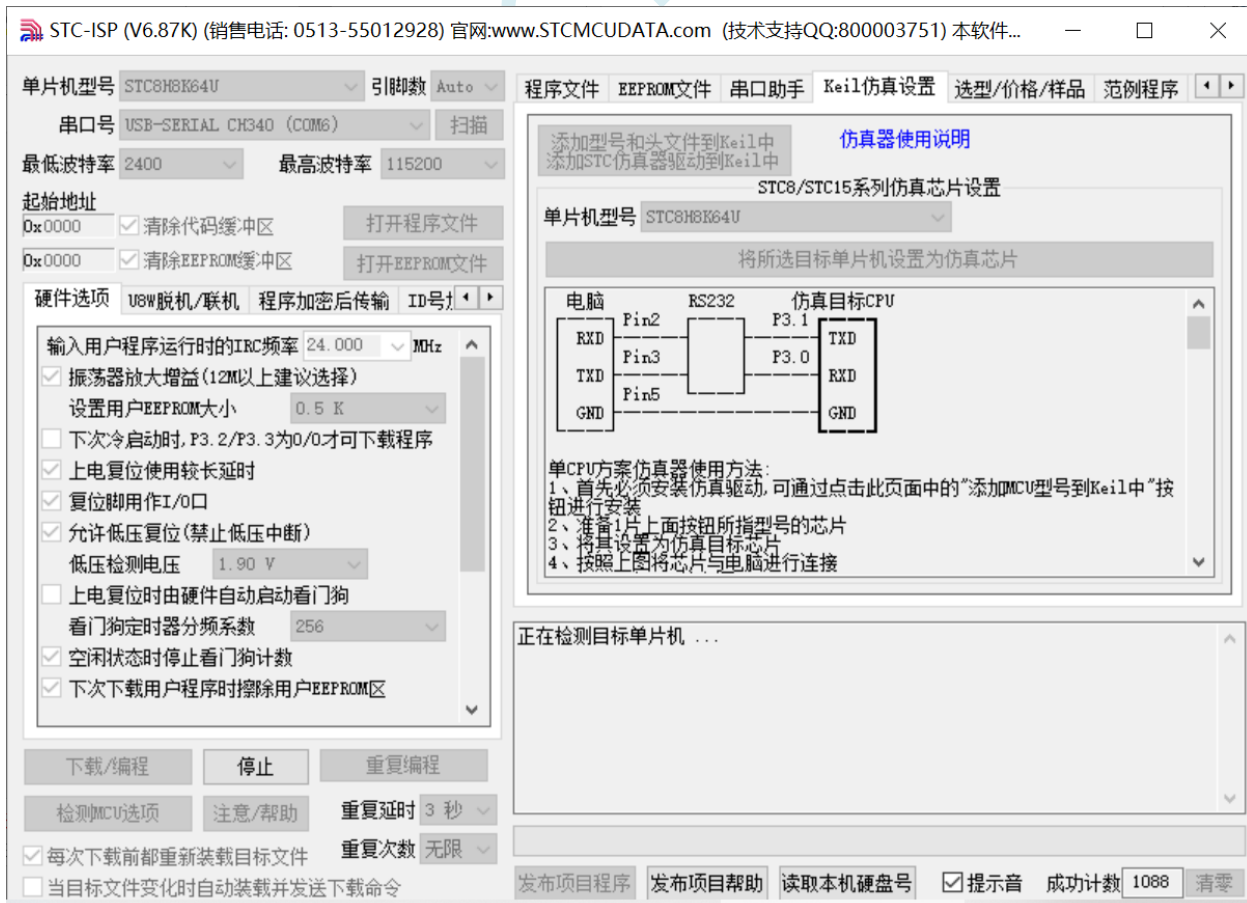 STC-ISP (V6.87K) (销售电话: 0513-55012928) 官网:www.STCMCUDATA.com (技术支持QQ:800003751) 本软件...
单片机型号 STC8H8K64U 引脚数 Auto
串口号 USB-SERIAL CH340 (COM6) 扫描
最低波特率 2400 最高波特率 115200
起始地址
0x0000 清除代码缓冲区 打开程序文件
0x0000 清除EEPROM缓冲区 打开EEPROM文件
硬件选项 U8W脱机/联机 程序加密后传输 ID号
输入用户程序运行时的IRC频率 24.000 MHz
振荡器放大增益(12M以上建议选择)
设置用户EEPROM大小 0.5 K
下次冷启动时,P3.2/P3.3为0/0才可下载程序
上电复位使用较长延时
复位脚用作I/O口
允许低压复位(禁止低压中断)
低压检测电压 1.90 V
上电复位时由硬件自动启动看门狗
看门狗定时器分频系数 256
空闲状态时停止看门狗计数
下次下载用户程序时擦除用户EEPROM区
下载/编程 停止 重复编程
检测MCU选项 注意/帮助 重复延时 3 秒
每次下载前都重新装载目标文件 重复次数 无限
当目标文件变化时自动装载并发送下载命令
程序文件 EEPROM文件 串口助手 Keil仿真设置 选型/价格/样品 范例程序
添加型号和头文件到Keil中
添加STC仿真器驱动到Keil中
仿真器使用说明
STC8/STC15系列仿真芯片设置
单片机型号 STC8H8K64U
将所选目标单片机设置为仿真芯片
电脑 RS232 仿真目标CPU
Pin2 P3.1
RXD TXD
Pin3 P3.0
TXD RXD
Pin5
GND GND
单CPU方案仿真器使用方法:
1、首先必须安装仿真驱动,可通过点击此页面中的"添加MCU型号到Keil中"按
钮进行安装
2、准备1片上面按钮所指型号的芯片
3、将其设置为仿真目标芯片
4、按照上图将芯片与电脑进行连接
正在检测目标单片机 ...
发布项目程序 发布项目帮助 读取本机硬盘号 提示音 成功计数 1088 清零